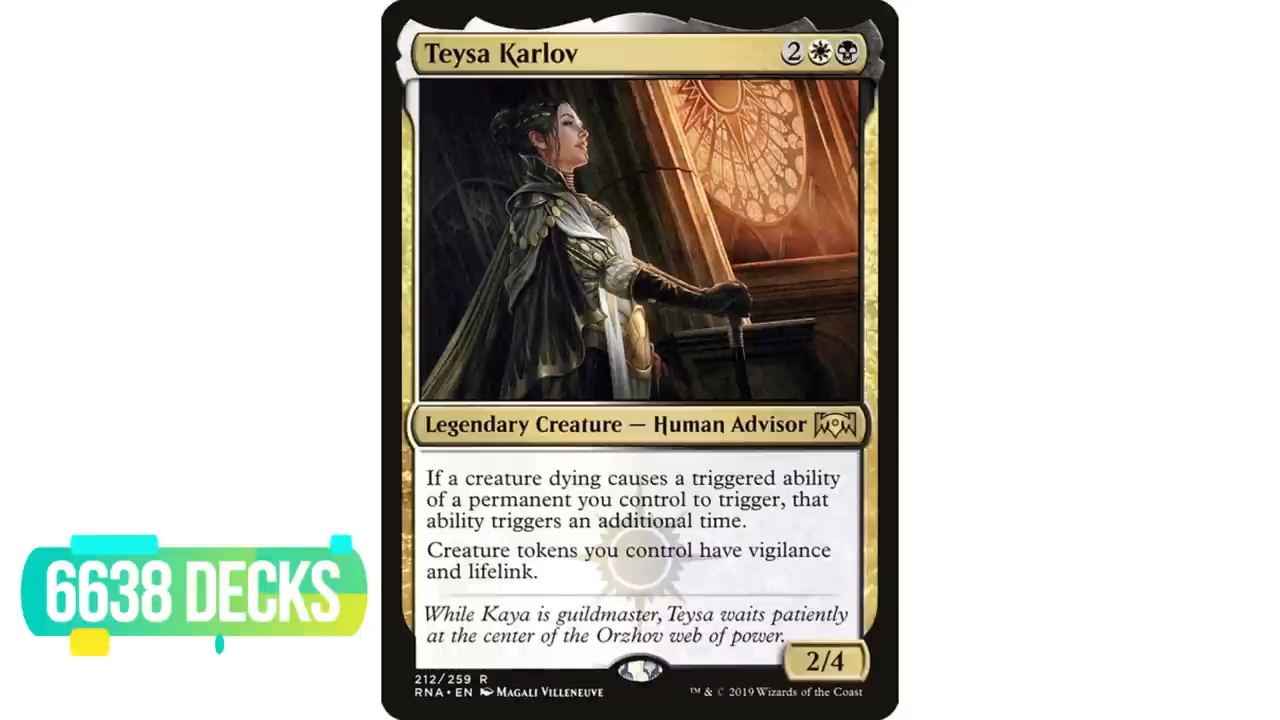 Teysa Karlov
2
Legendary Creature — Human Advisor
If a creature dying causes a triggered ability
of a permanent you control to trigger, that
ability triggers an additional time.
Creature tokens you control have vigilance
and lifelink.
While Kaya is guildmaster, Teysa waits patiently
at the center of the Orzhov web of power.
2/4
212/259 R
RNA • EN MAGALI VILLENEUVE
™ & © 2019 Wizards of the Coast
6638 DECKS